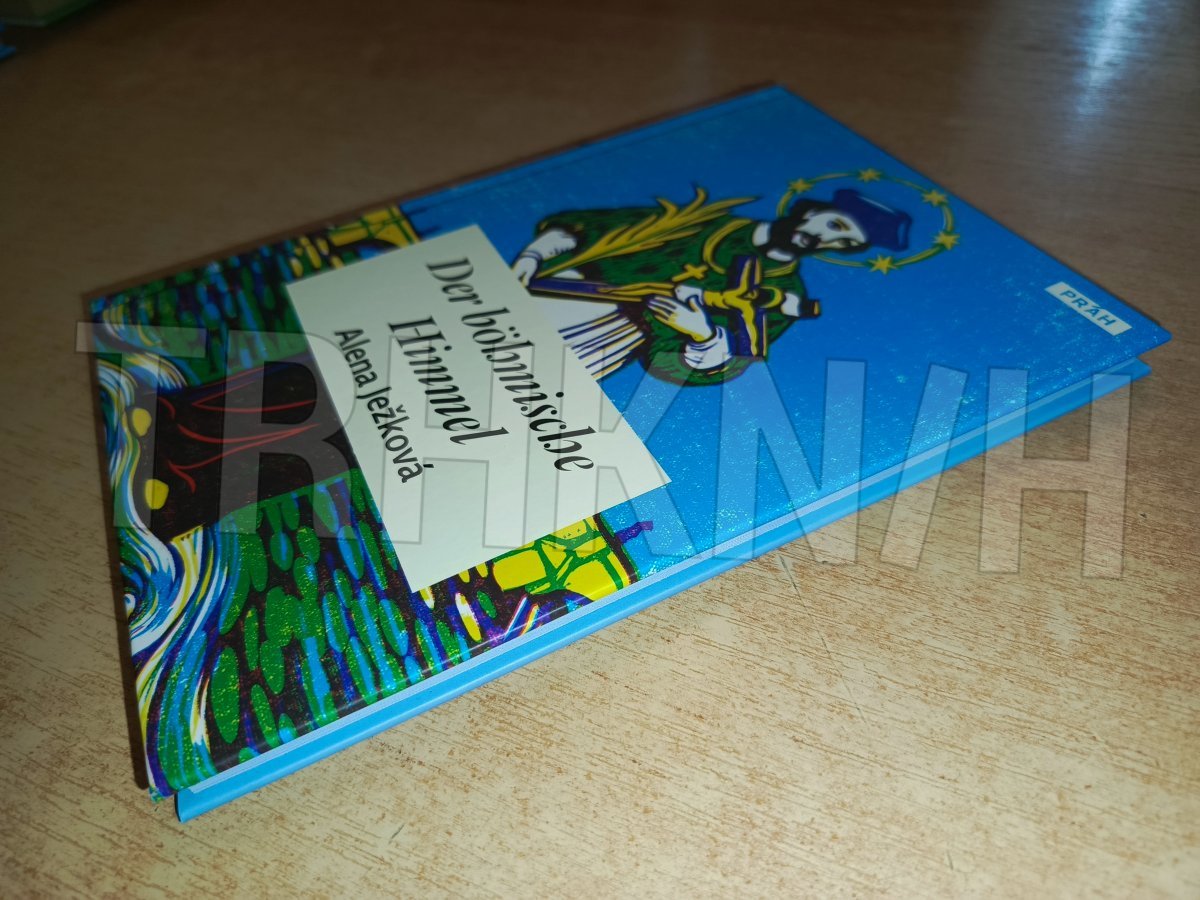 Der böhmische
Himmel
Alena Ježková
PRÁH
TRHKNIH